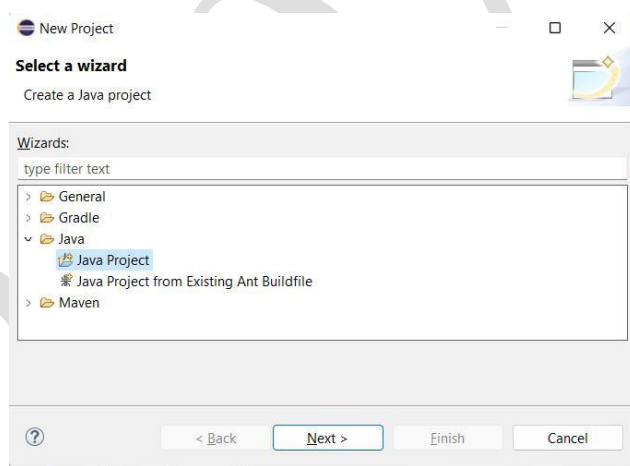 New Project
Select a wizard
Create a Java project
Wizards:
type filter text
General
Gradle
Java
Java Project
Java Project from Existing Ant Buildfile
Maven
< Back Next > Finish Cancel